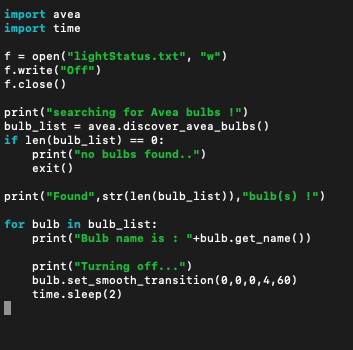 import avea
import time
f = open("lightStatus.txt", "w")
f.write("Off")
f.close()
print("searching for Avea bulbs !")
bulb_list = avea.discover_avea_bulbs()
if len(bulb_list) == 0:
    print("no bulbs found..")
    exit()
print("Found",str(len(bulb_list)),"bulb(s) !")
for bulb in bulb_list:
    print("Bulb name is : "+bulb.get_name())
    print("Turning off...")
    bulb.set_smooth_transition(0,0,0,4,60)
    time.sleep(2)